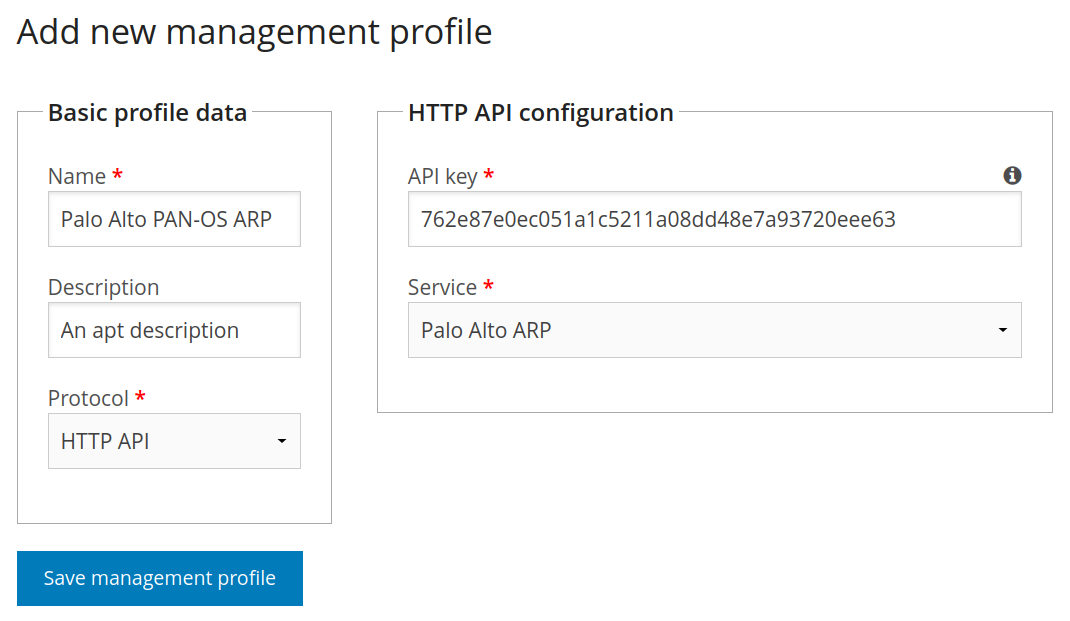 Add new management profile
Basic profile data
Name *
Palo Alto PAN-OS ARP
Description
An apt description
Protocol *
HTTP API
HTTP API configuration
API key *
762e87e0ec051a1c5211a08dd48e7a93720eee63
Service *
Palo Alto ARP
Save management profile